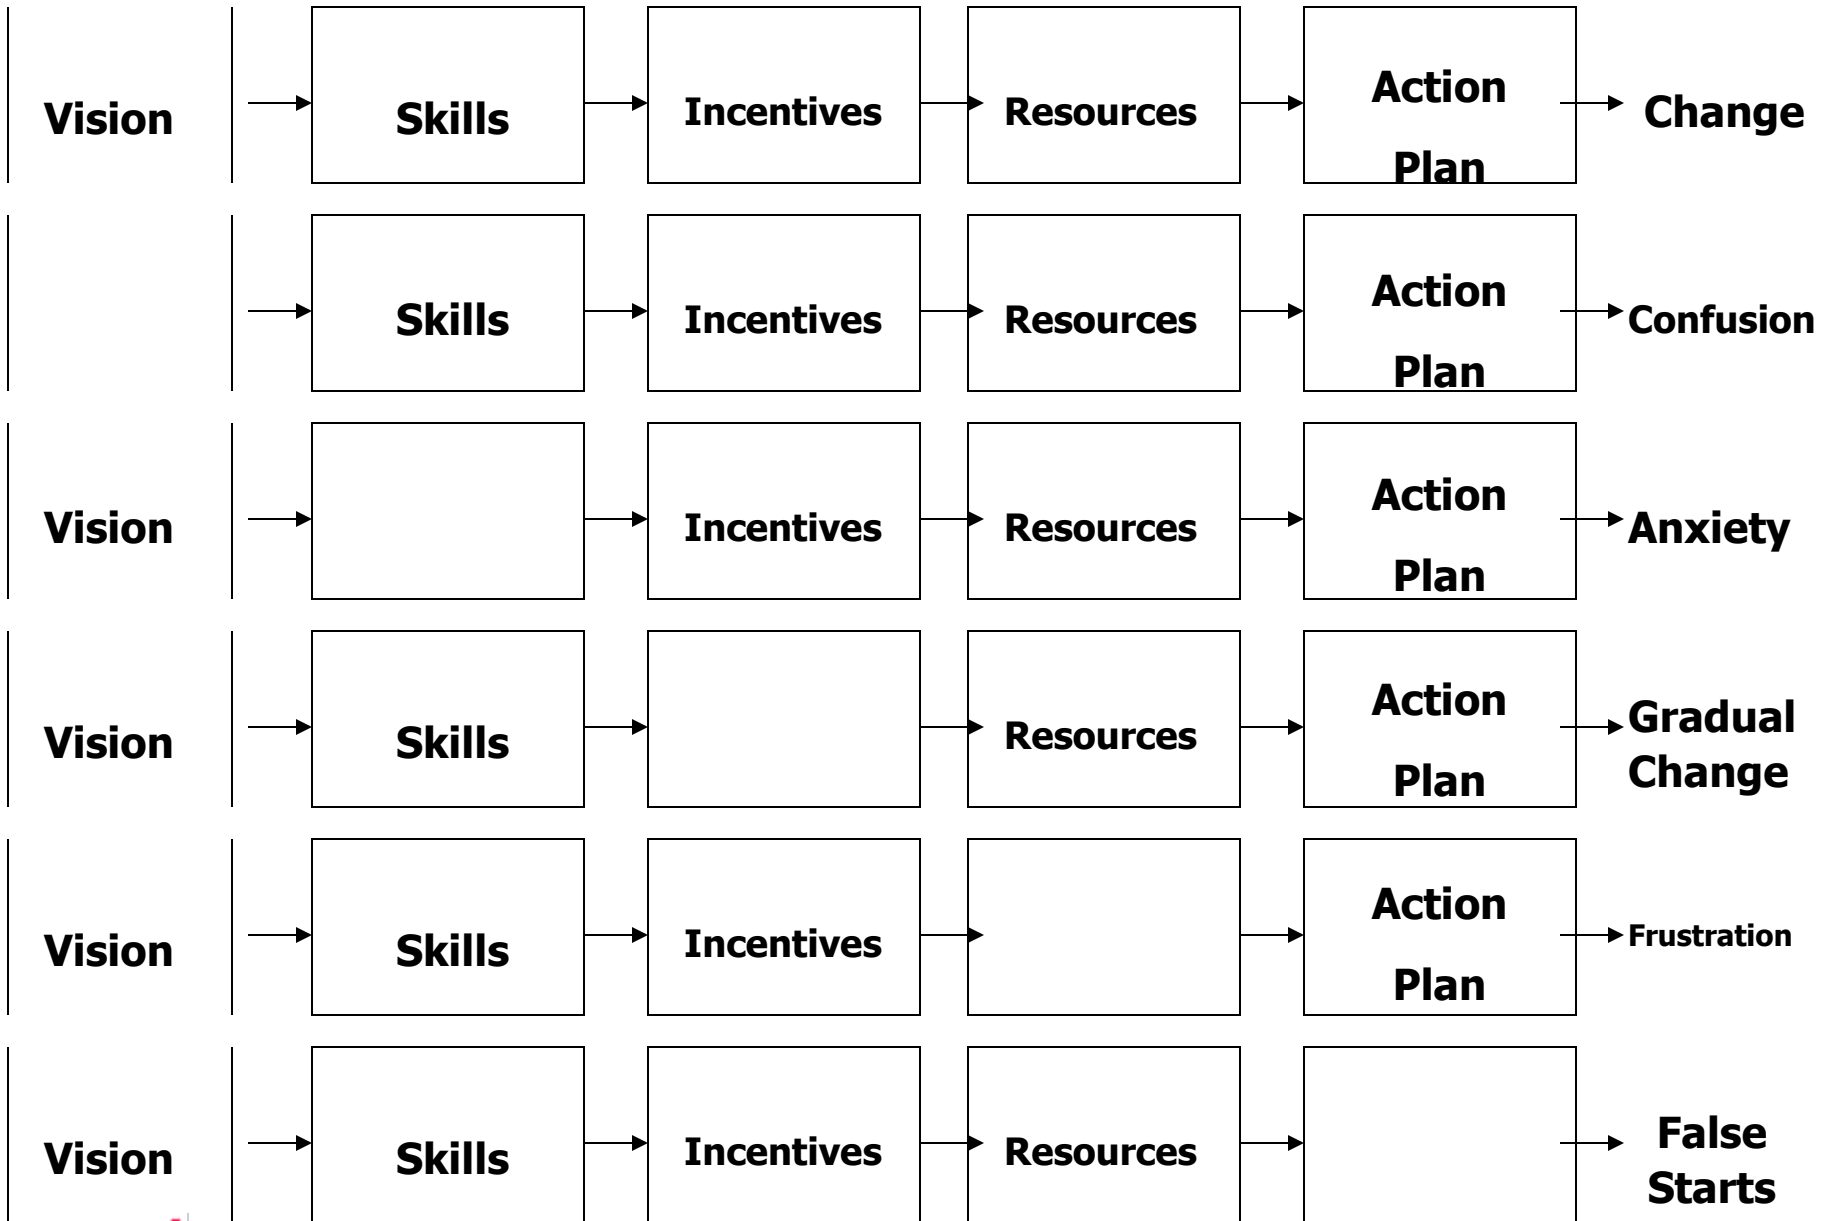 Vision Skills Incentives Resources Action Change
Plan
Skills Incentives Resources Action Confusion
Plan
Vision Incentives Resources Action Anxiety
Plan
Vision Skills Resources Action Gradual
Plan Change
Vision Skills Incentives Action Frustration
Plan
Vision Skills Incentives Resources False
Starts